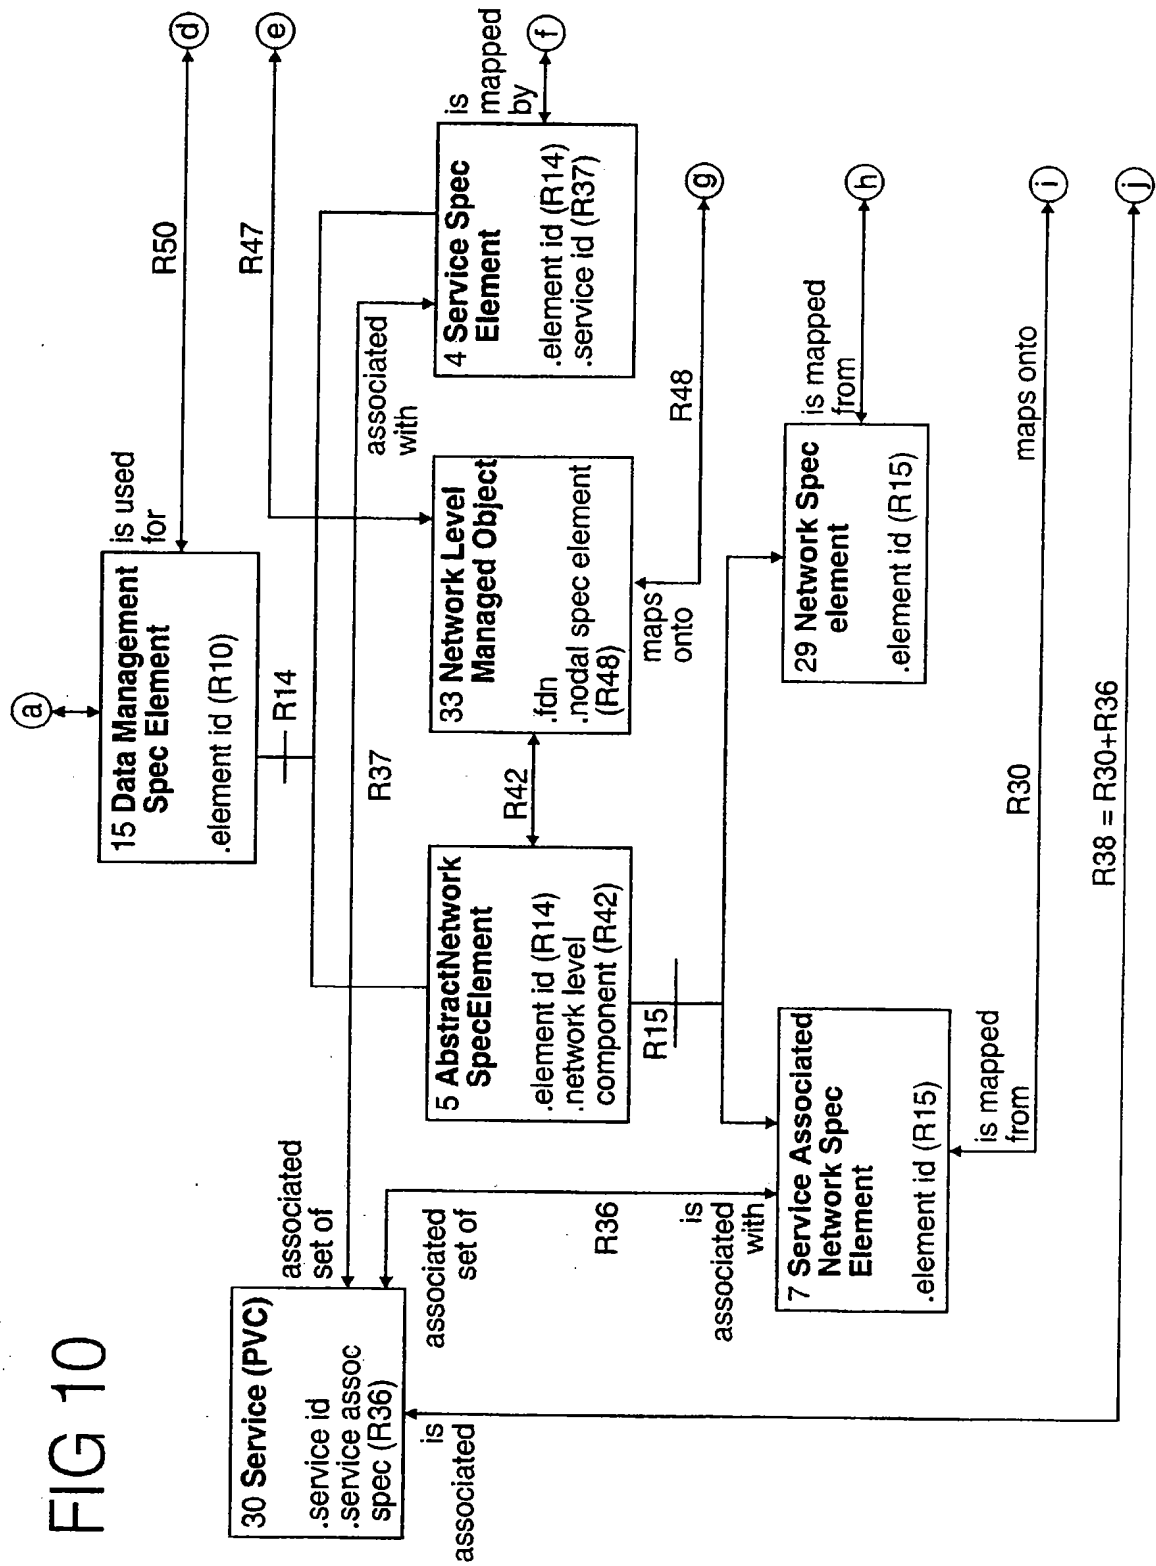 FIG 10
a
d
e
15 Data Management
Spec Element
.element id (R10)
is used
for
R50
R14
R47
30 Service (PVC)
.service id
.service assoc
spec (R36)
associated
set of
R37
associated
with
is
associated
associated
set of
5 AbstractNetwork
SpecElement
.element id (R14)
.network level
component (R42)
R42
33 Network Level
Managed Object
.fdn
.nodal spec element
(R48)
4 Service Spec
Element
.element id (R14)
.service id (R37)
is
mapped
by
f
R36
R15
maps
onto
R48
g
is
associated
with
7 Service Associated
Network Spec
Element
.element id (R15)
29 Network Spec
element
.element id (R15)
is mapped
from
h
is mapped
from
R30
maps onto
i
R38 = R30+R36
j